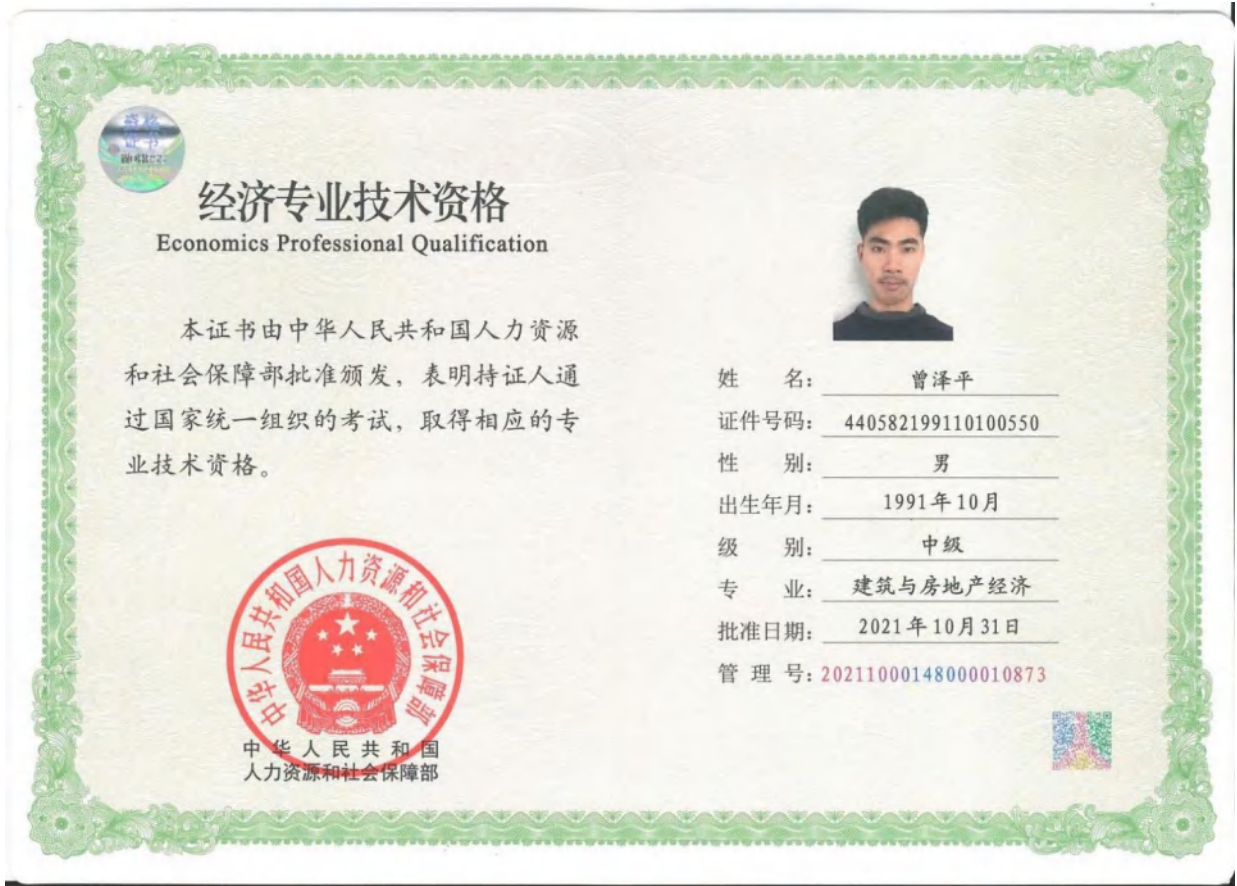 资格
证书
经济专业技术资格
Economics Professional Qualification
本证书由中华人民共和国人力资源
和社会保障部批准颁发，表明持证人通
过国家统一组织的考试，取得相应的专
业技术资格。
中华人民共和国人力资源和社会保障部
中华人民共和国
人力资源和社会保障部
姓 名： 曾泽平
证件号码： 440582199110100550
性 别： 男
出生年月： 1991年10月
级 别： 中级
专 业： 建筑与房地产经济
批准日期： 2021年10月31日
管 理 号：20211000148000010873